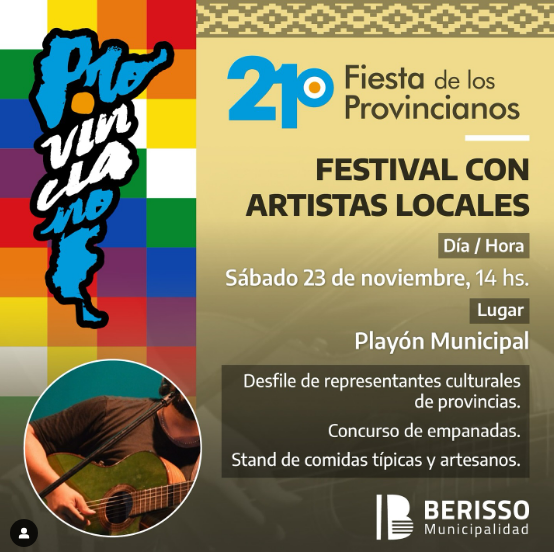 Pro
vin
cia
no
21º
Fiesta de los
Provincianos
FESTIVAL CON
ARTISTAS LOCALES
Día / Hora
Sábado 23 de noviembre, 14 hs.
Lugar
Playón Municipal
Desfile de representantes culturales
de provincias.
Concurso de empanadas.
Stand de comidas típicas y artesanos.
BERISSO
Municipalidad